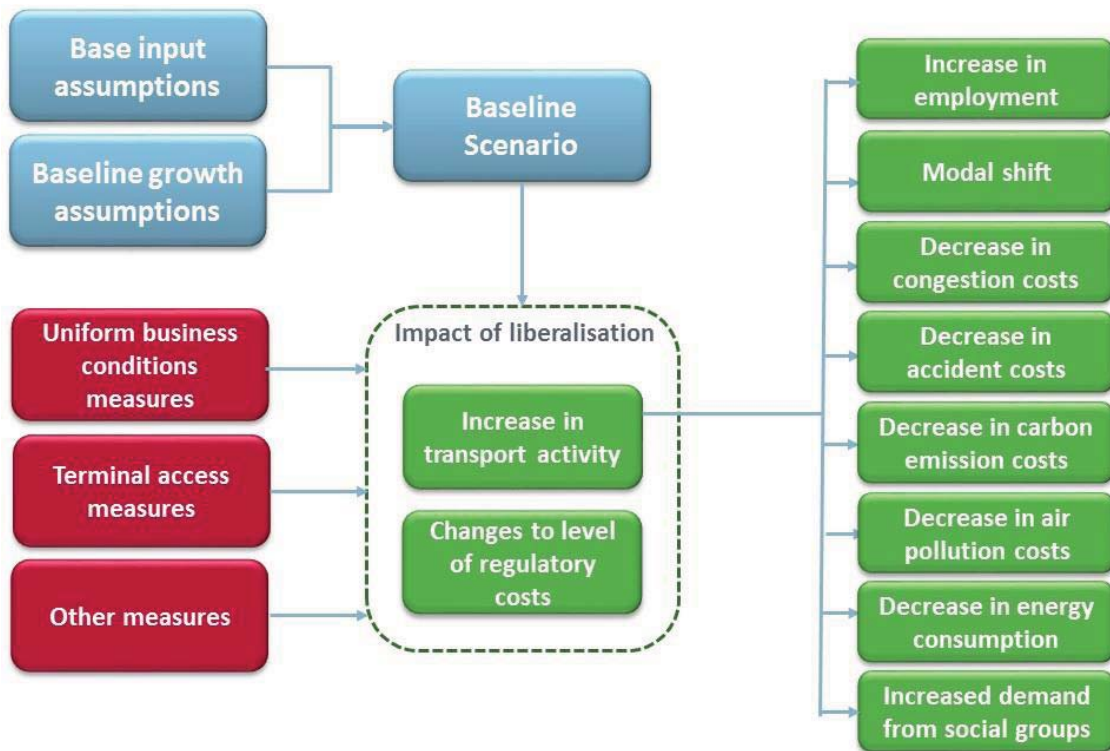 Base input
assumptions
Baseline growth
assumptions
Baseline
Scenario
Uniform business
conditions
measures
Terminal access
measures
Other measures
Impact of liberalisation
Increase in
transport activity
Changes to level
of regulatory
costs
Increase in
employment
Modal shift
Decrease in
congestion costs
Decrease in
accident costs
Decrease in carbon
emission costs
Decrease in air
pollution costs
Decrease in energy
consumption
Increased demand
from social groups